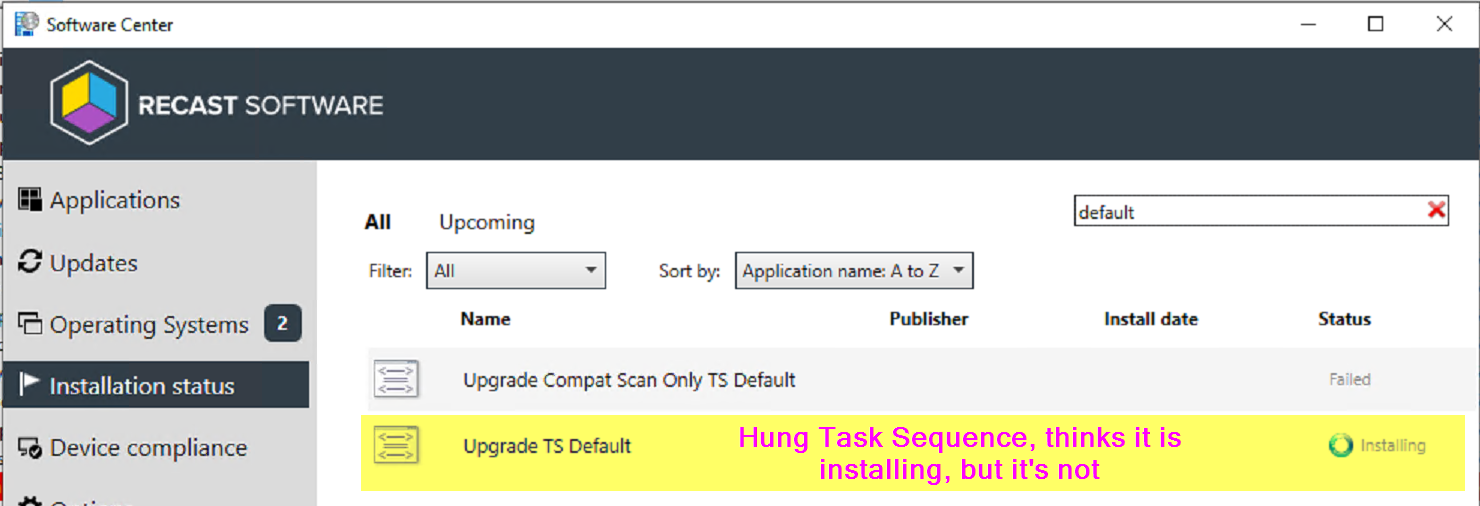 Software Center
RECAST SOFTWARE
Applications
Updates
Operating Systems 2
Installation status
Device compliance
All Upcoming
default
Filter: All Sort by: Application name: A to Z
Name Publisher Install date Status
Upgrade Compat Scan Only TS Default Failed
Upgrade TS Default Hung Task Sequence, thinks it is Installing
installing, but it's not